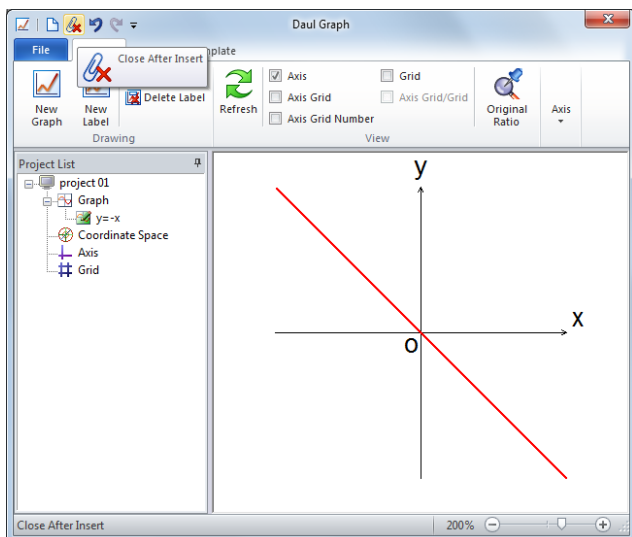 Daul Graph
File
plate
Close After Insert
New Graph
New Label
Delete Label
Drawing
Refresh
Axis
Axis Grid
Axis Grid Number
Grid
Axis Grid/Grid
View
Original Ratio
Axis
Project List
project 01
Graph
y=-x
Coordinate Space
Axis
Grid
y
x
o
Close After Insert
200%